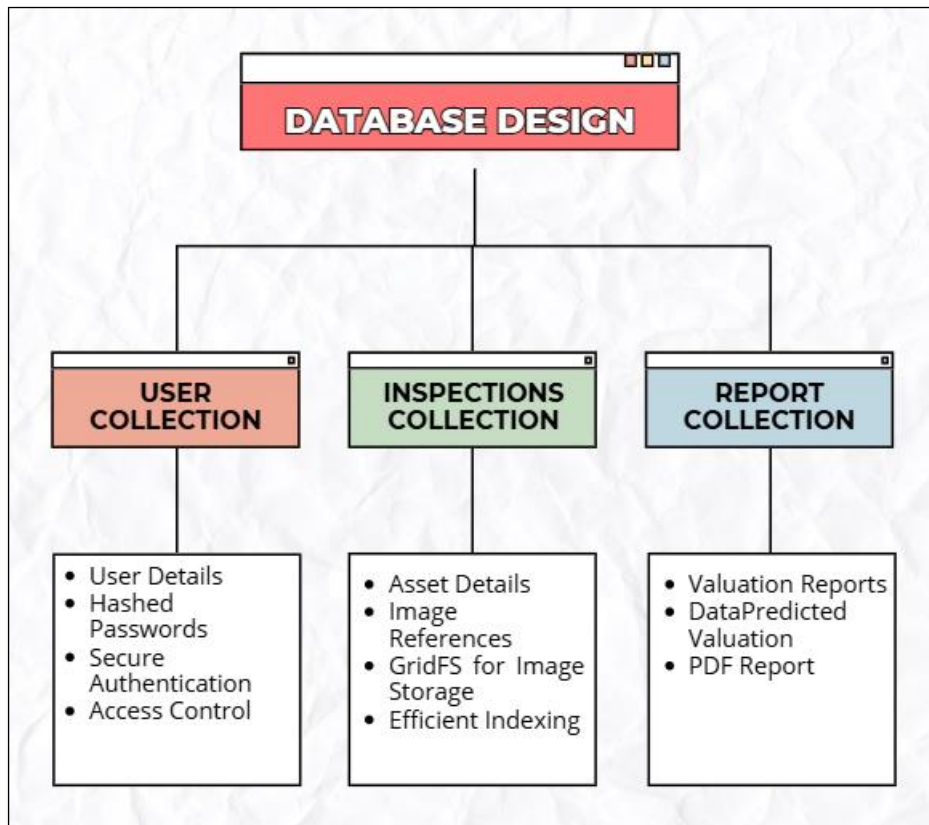 DATABASE DESIGN
USER
COLLECTION
INSPECTIONS
COLLECTION
REPORT
COLLECTION
• User Details
• Hashed
Passwords
• Secure
Authentication
• Access Control
• Asset Details
• Image
References
• GridFS for Image
Storage
• Efficient Indexing
• Valuation Reports
• DataPredicted
Valuation
• PDF Report